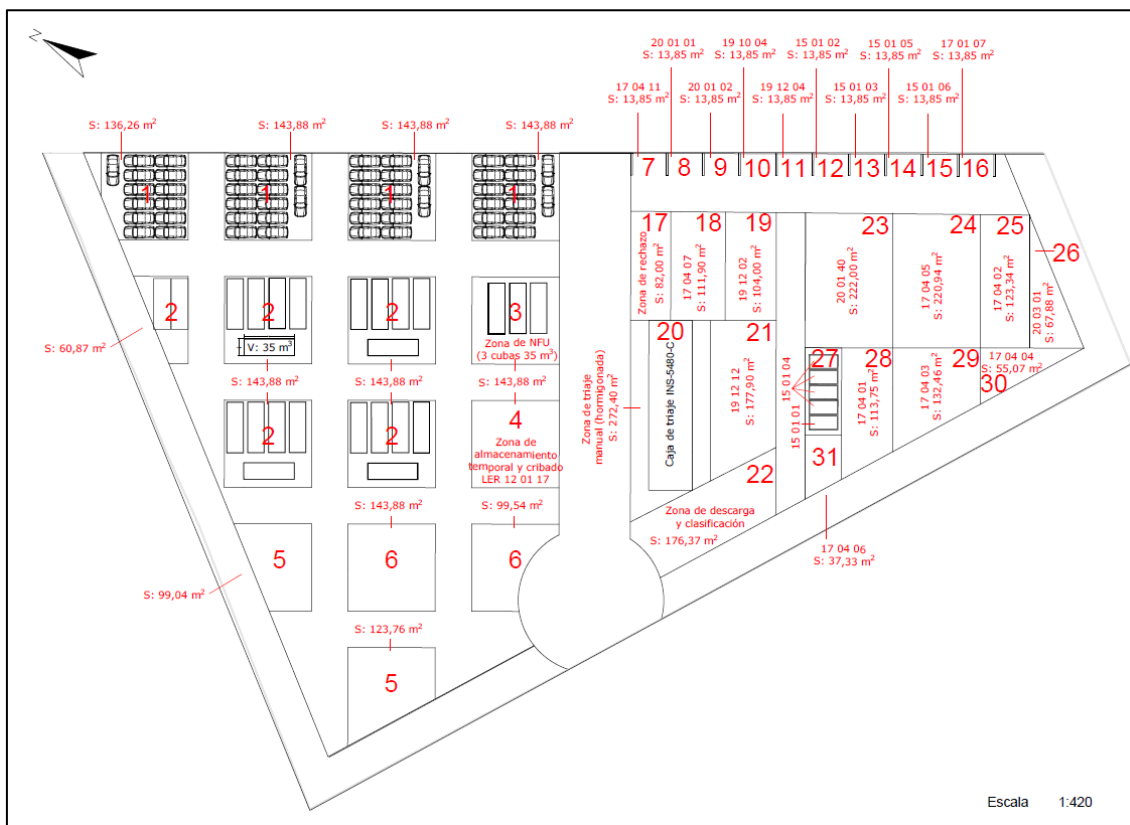 N
20 01 01
S: 13,85 m²
19 10 04
S: 13,85 m²
15 01 02
S: 13,85 m²
15 01 05
S: 13,85 m²
17 01 07
S: 13,85 m²
17 04 11
S: 13,85 m²
20 01 02
S: 13,85 m²
19 12 04
S: 13,85 m²
15 01 03
S: 13,85 m²
15 01 06
S: 13,85 m²
S: 136,26 m²
S: 143,88 m²
S: 143,88 m²
S: 143,88 m²
1
1
1
1
7
8
9
10
11
12
13
14
15
16
17
Zona de rechazo
S: 82,00 m²
18
17 04 07
S: 111,90 m²
19
19 12 02
S: 104,00 m²
23
20 01 40
S: 222,00 m²
24
17 04 05
S: 220,94 m²
25
17 04 02
S: 123,34 m²
26
20 03 01
S: 67,88 m²
2
2
2
3
Zona de NFU
(3 cubas 35 m³)
V: 35 m³
S: 60,87 m²
S: 143,88 m²
S: 143,88 m²
S: 143,88 m²
20
Caja de triaje INS-5480-C
21
19 12 12
S: 177,90 m²
27
15 01 04
15 01 01
28
17 04 01
S: 113,75 m²
29
17 04 03
S: 132,46 m²
17 04 04
S: 55,07 m²
30
Zona de triaje
manual (hormigonada)
S: 272,40 m²
2
2
4
Zona de
almacenamiento
temporal y cribado
LER 12 01 17
S: 143,88 m²
S: 99,54 m²
22
Zona de descarga
y clasificación
S: 176,37 m²
31
17 04 06
S: 37,33 m²
5
6
6
S: 99,04 m²
S: 123,76 m²
5
Escala 1:420